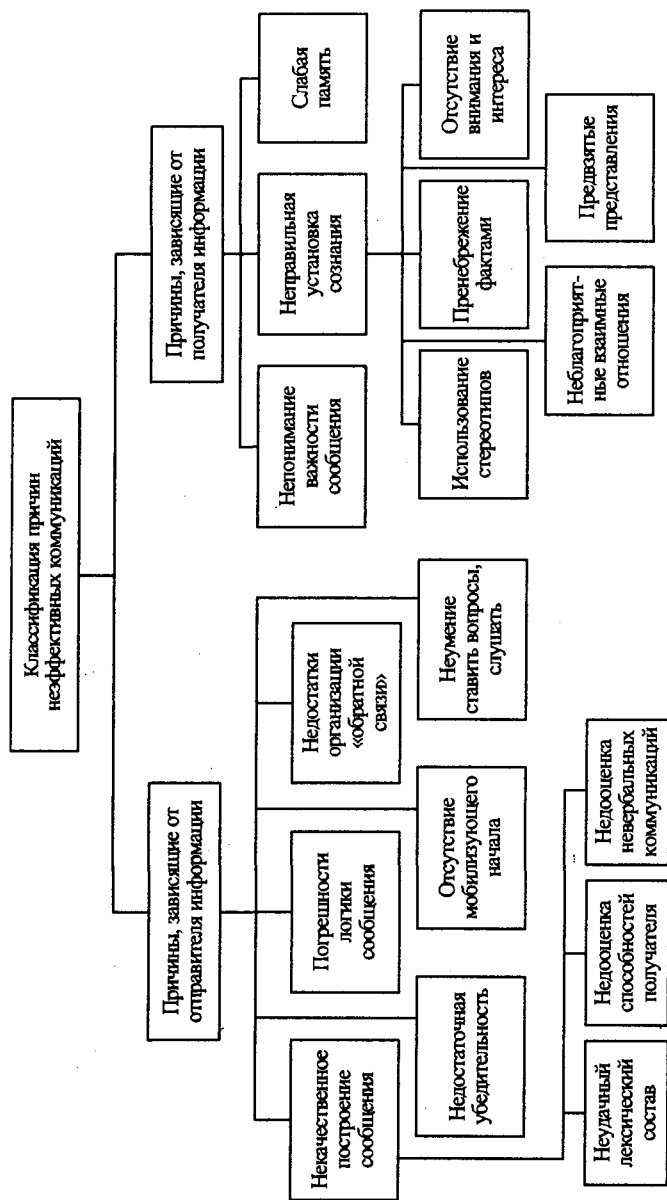 Классификация причин
неэффективных коммуникаций
Причины, зависящие от
отправителя информации
Причины, зависящие от
получателя информации
Некачественное
построение
сообщения
Погрешности
логики
сообщения
Недостатки
организации
«обратной
связи»
Недостаточная
убедительность
Отсутствие
мобилизующего
начала
Неумение
ставить вопросы,
слушать
Неудачный
лексический
состав
Недооценка
способностей
получателя
Недооценка
невербальных
коммуникаций
Непонимание
важности
сообщения
Неправильная
установка
сознания
Слабая
память
Использование
стереотипов
Пренебрежение
фактами
Отсутствие
внимания и
интереса
Неблагоприят-
ные взаимные
отношения
Предвзятые
представления